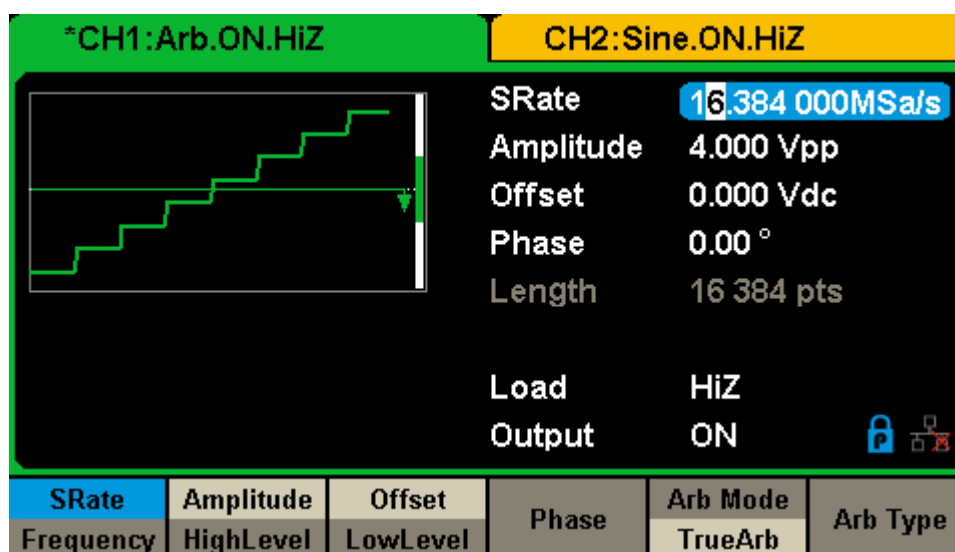 *CH1:Arb.ON.HiZ CH2:Sine.ON.HiZ
SRate 16.384 000MSa/s
Amplitude 4.000 Vpp
Offset 0.000 Vdc
Phase 0.00 °
Length 16 384 pts
Load HiZ
Output ON
P
SRate Amplitude Offset Phase Arb Mode Arb Type
Frequency HighLevel LowLevel TrueArb